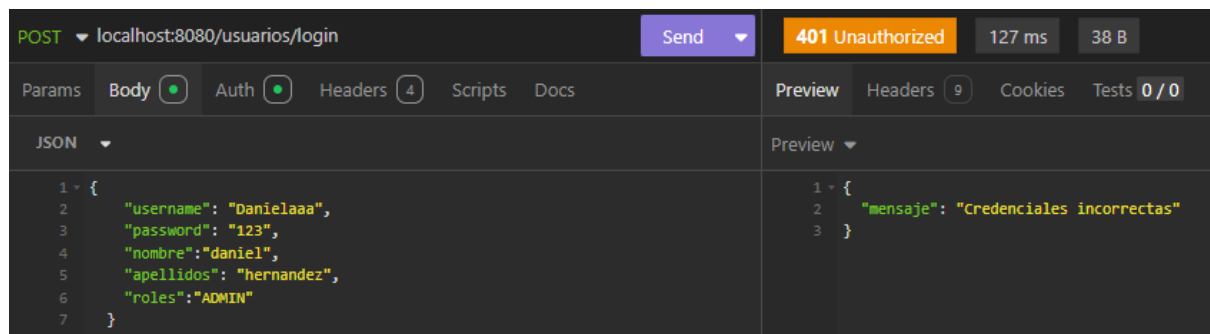 POST localhost:8080/usuarios/login Send 401 Unauthorized 127 ms 38 B
Params Body Auth Headers 4 Scripts Docs Preview Headers 9 Cookies Tests 0 / 0
JSON Preview
1 {
2 "username": "Danielaaa",
3 "password": "123",
4 "nombre":"daniel",
5 "apellidos": "hernandez",
6 "roles":"ADMIN"
7 }
1 {
2 "mensaje": "Credenciales incorrectas"
3 }